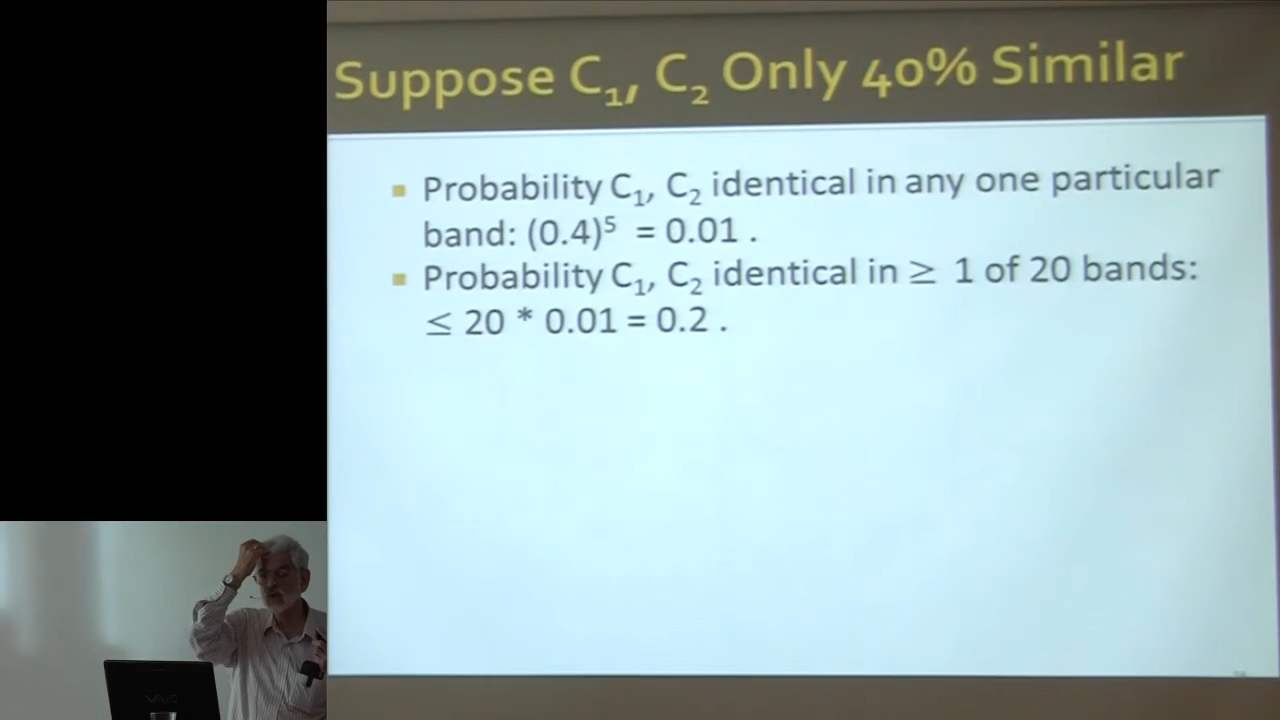 Suppose C₁, C₂ Only 40% Similar
Probability C₁, C₂ identical in any one particular
band: (0.4)⁵ = 0.01 .
Probability C₁, C₂ identical in ≥ 1 of 20 bands:
≤ 20 * 0.01 = 0.2 .
VAIO